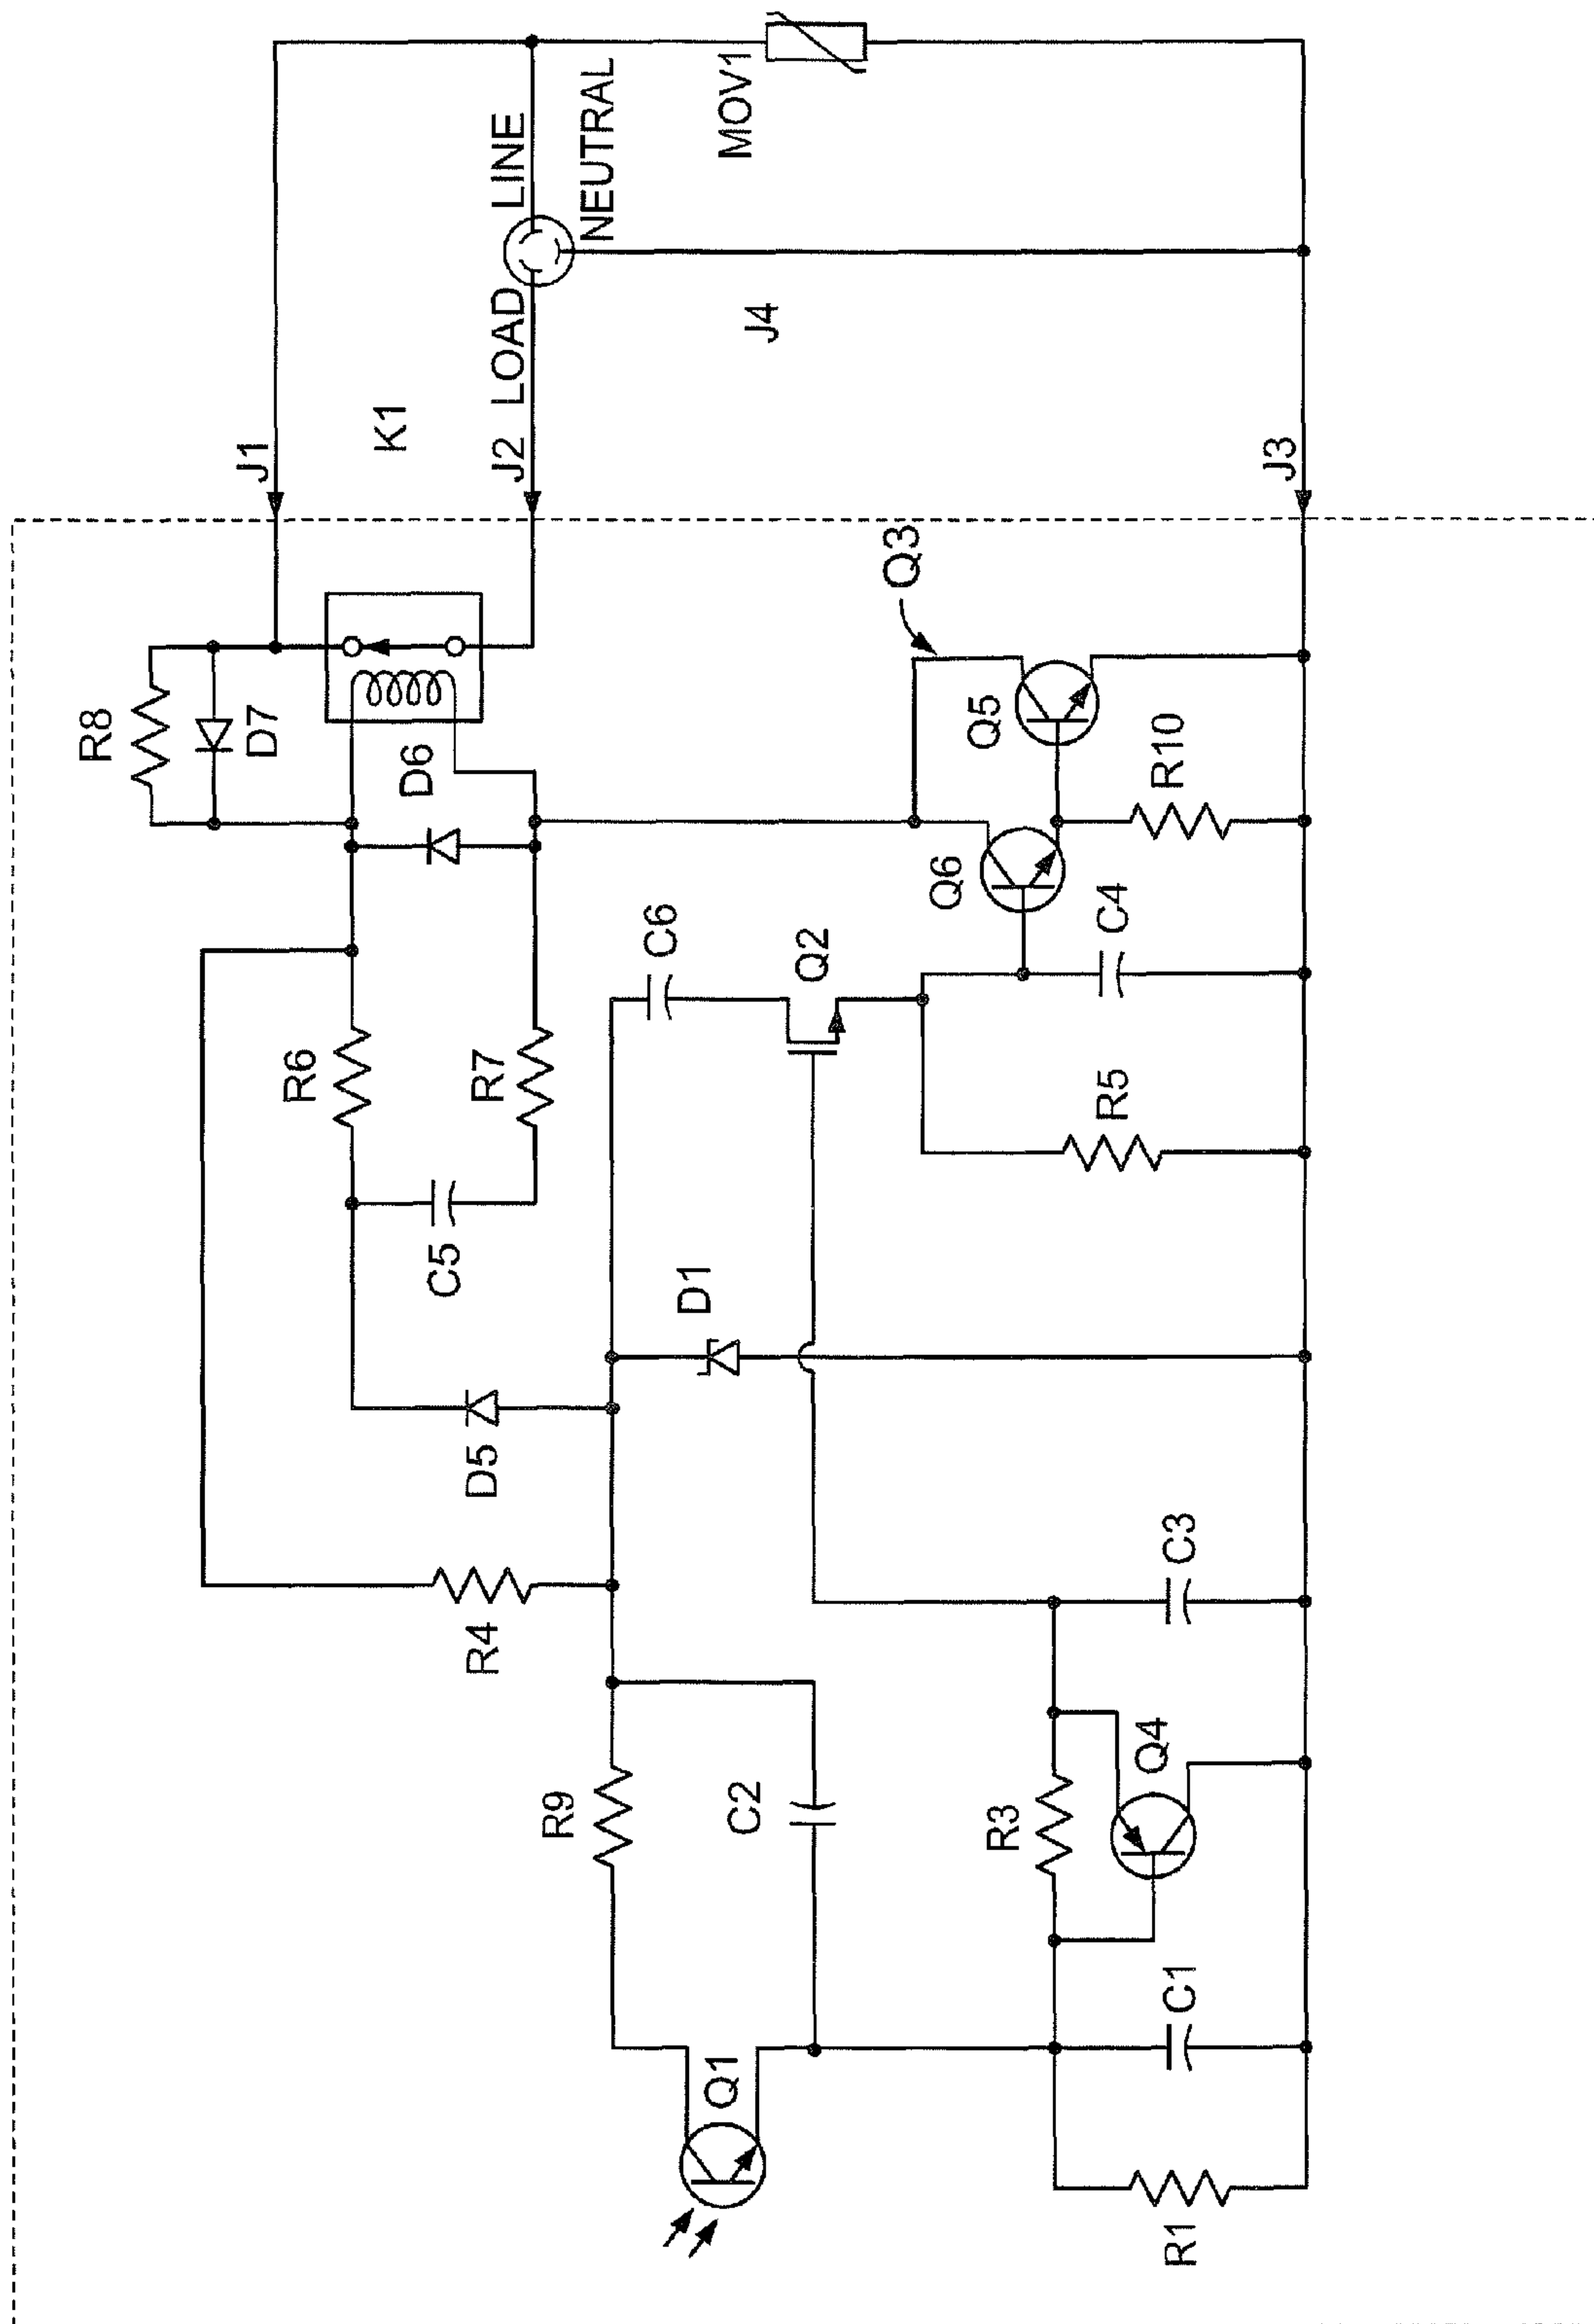 R8
D7
J1
K1
LINE
LOAD
J2
NEUTRAL
MOV1
J4
J3
D6
Q3
Q5
R10
Q6
C4
C6
Q2
R6
R7
R5
C5
D1
D5
R4
C3
R9
C2
R3
Q4
Q1
C1
R1